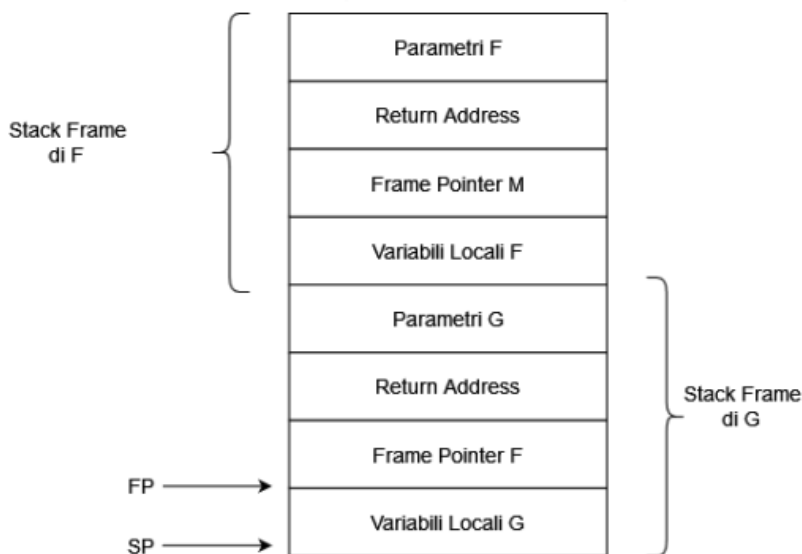 Parametri F
Return Address
Stack Frame
di F
Frame Pointer M
Variabili Locali F
Parametri G
Return Address
Stack Frame
di G
Frame Pointer F
FP
Variabili Locali G
SP